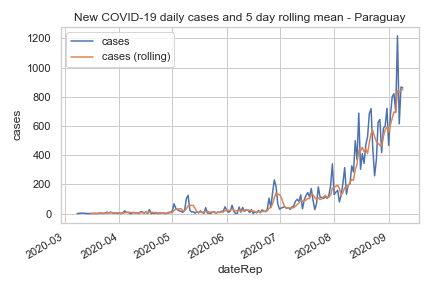 New COVID-19 daily cases and 5 day rolling mean - Paraguay
cases
cases (rolling)
1200
1000
800
600
400
200
0
cases
2020-03
2020-04
2020-05
2020-06
2020-07
2020-08
2020-09
dateRep